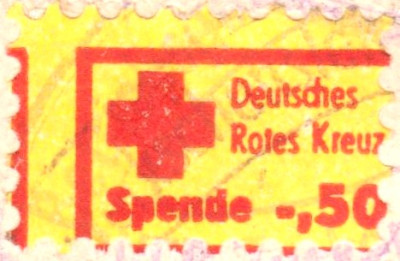 Deutsches
Rotes Kreuz
Spende -,50